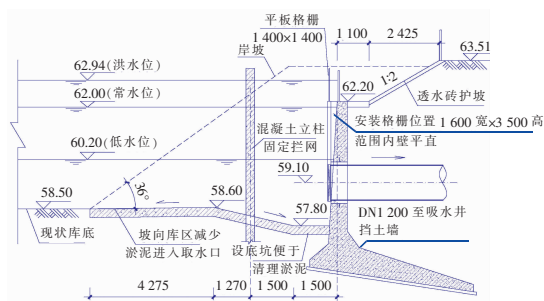 平板格栅
1 400×1 400
1 100
2 425
岸坡
63.51
62.94(洪水位)
62.00(常水位)
62.20
1:2
透水砖护坡
混凝土立柱
固定拦网
安装格栅位置 1 600 宽×3 500 高
范围内壁平直
60.20(低水位)
59.10
36°
58.50
58.60
57.80
DN1 200 至吸水井
挡土墙
现状库底
坡向库区减少
淤泥进入取水口
设底坑便于
清理淤泥
4 275
1 270
1 500
1 500